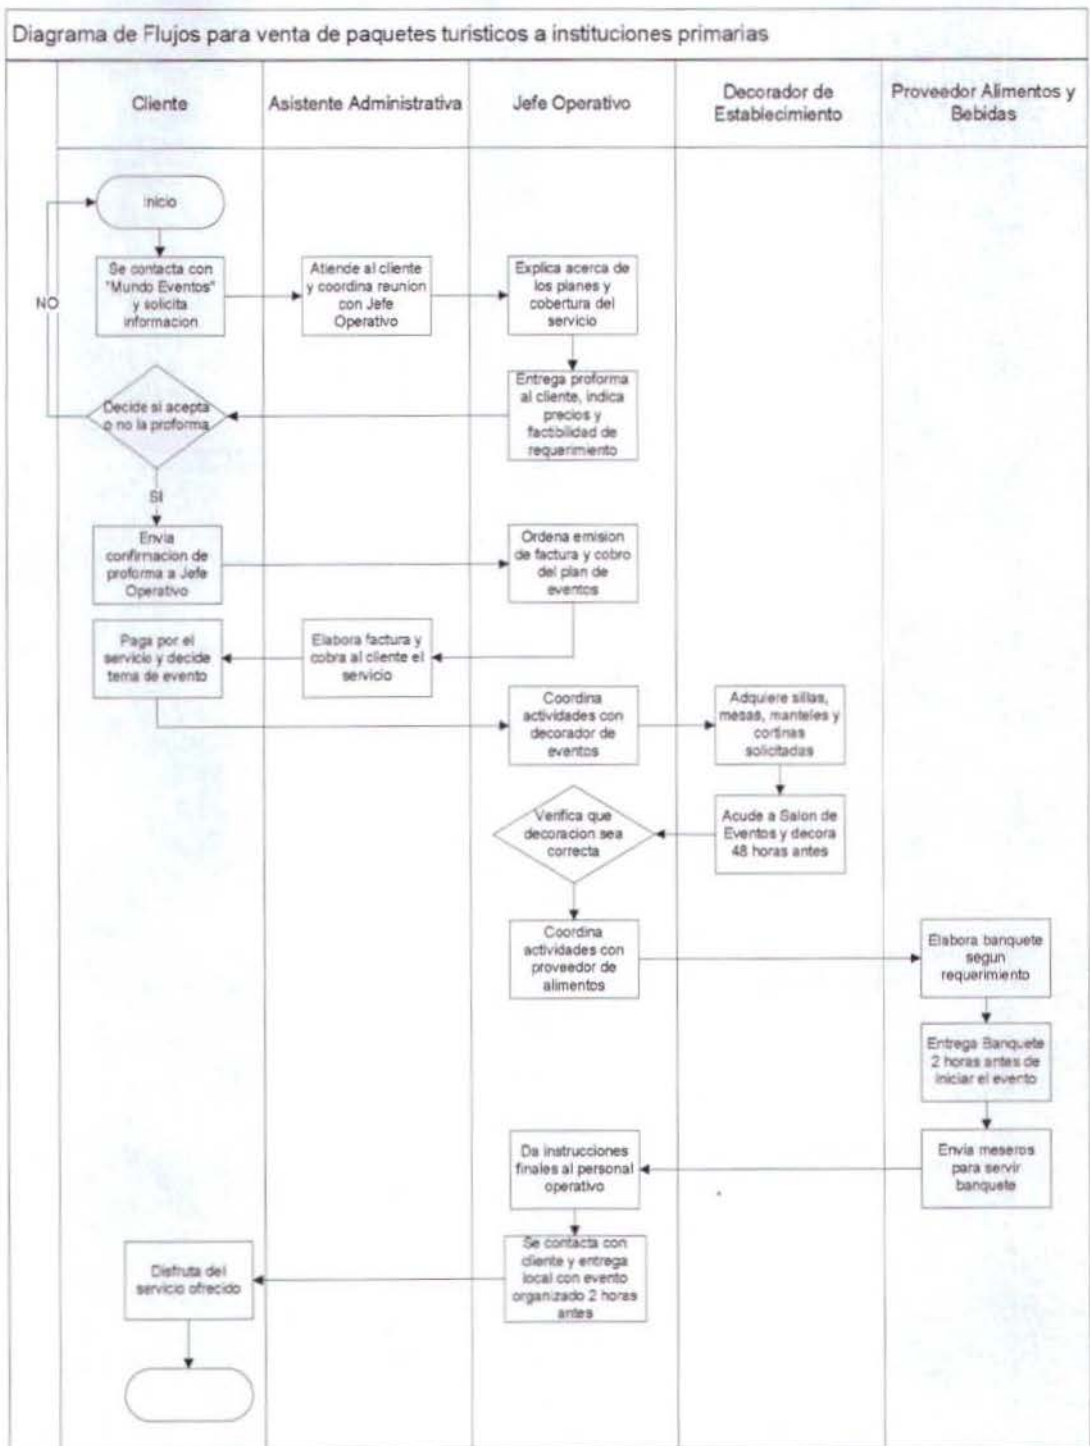 Diagrama de Flujos para venta de paquetes turisticos a instituciones primarias
Cliente
Asistente Administrativa
Jefe Operativo
Decorador de
Establecimiento
Proveedor Alimentos y
Bebidas
Inicio
Se contacta con
"Mundo Eventos"
y solicita
informacion
Atiende al cliente
y coordina reunion
con Jefe
Operativo
Explica acerca de
los planes y
cobertura del
servicio
NO
Entrega proforma
al cliente, indica
precios y
factibilidad de
requerimiento
Decide si acepta
o no la proforma
SI
Envia
confirmacion de
proforma a Jefe
Operativo
Ordena emision
de factura y cobro
del plan de
eventos
Paga por el
servicio y decide
tema de evento
Elabora factura y
cobra al cliente el
servicio
Coordina
actividades con
decorador de
eventos
Adquiere sillas,
mesas, manteles y
cortinas
solicitadas
Verifica que
decoracion sea
correcta
Acude a Salon de
Eventos y decora
48 horas antes
Coordina
actividades con
proveedor de
alimentos
Elabora banquete
segun
requerimiento
Entrega Banquete
2 horas antes de
iniciar el evento
Envia meseros
para servir
banquete
Da instrucciones
finales al personal
operativo
Se contacta con
cliente y entrega
local con evento
organizado 2 horas
antes
Disfruta del
servicio ofrecido